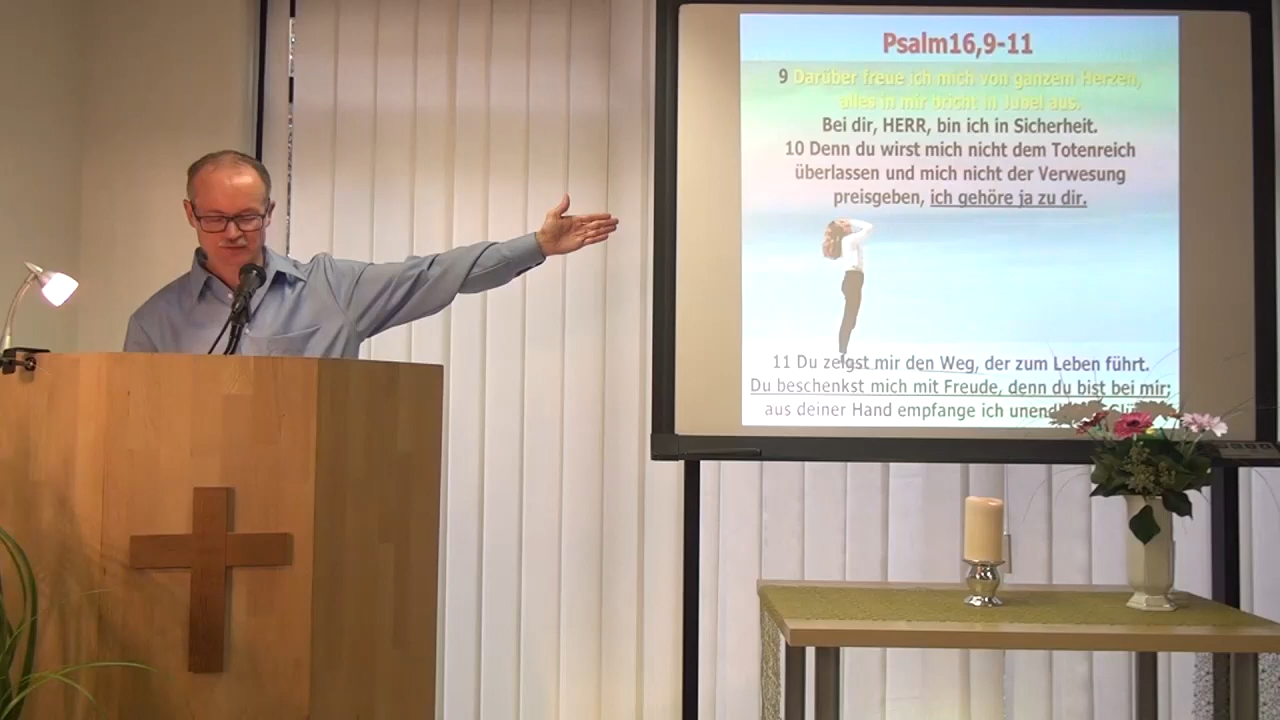 Psalm16,9-11
9 Darüber freue ich mich von ganzem Herzen,
alles in mir bricht in Jubel aus.
Bei dir, HERR, bin ich in Sicherheit.
10 Denn du wirst mich nicht dem Totenreich
überlassen und mich nicht der Verwesung
preisgeben, ich gehöre ja zu dir.
11 Du zeigst mir den Weg, der zum Leben führt.
Du beschenkst mich mit Freude, denn du bist bei mir;
aus deiner Hand empfange ich